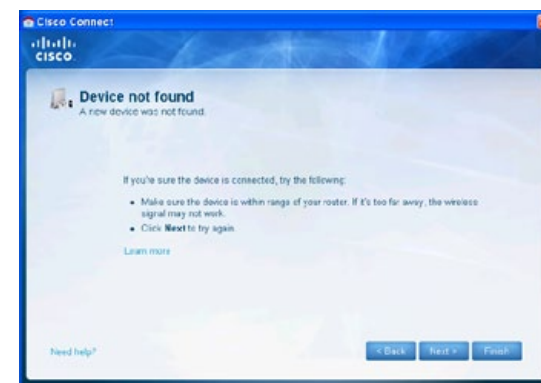 Cisco Connect
CISCO
Device not found
A new device was not found.
If you're sure the device is connected, try the following:
• Make sure the device is within range of your router. If it's too far away, the wireless
signal may not work.
• Click Next to try again
Learn more
Need help?
< Back Next > Finish